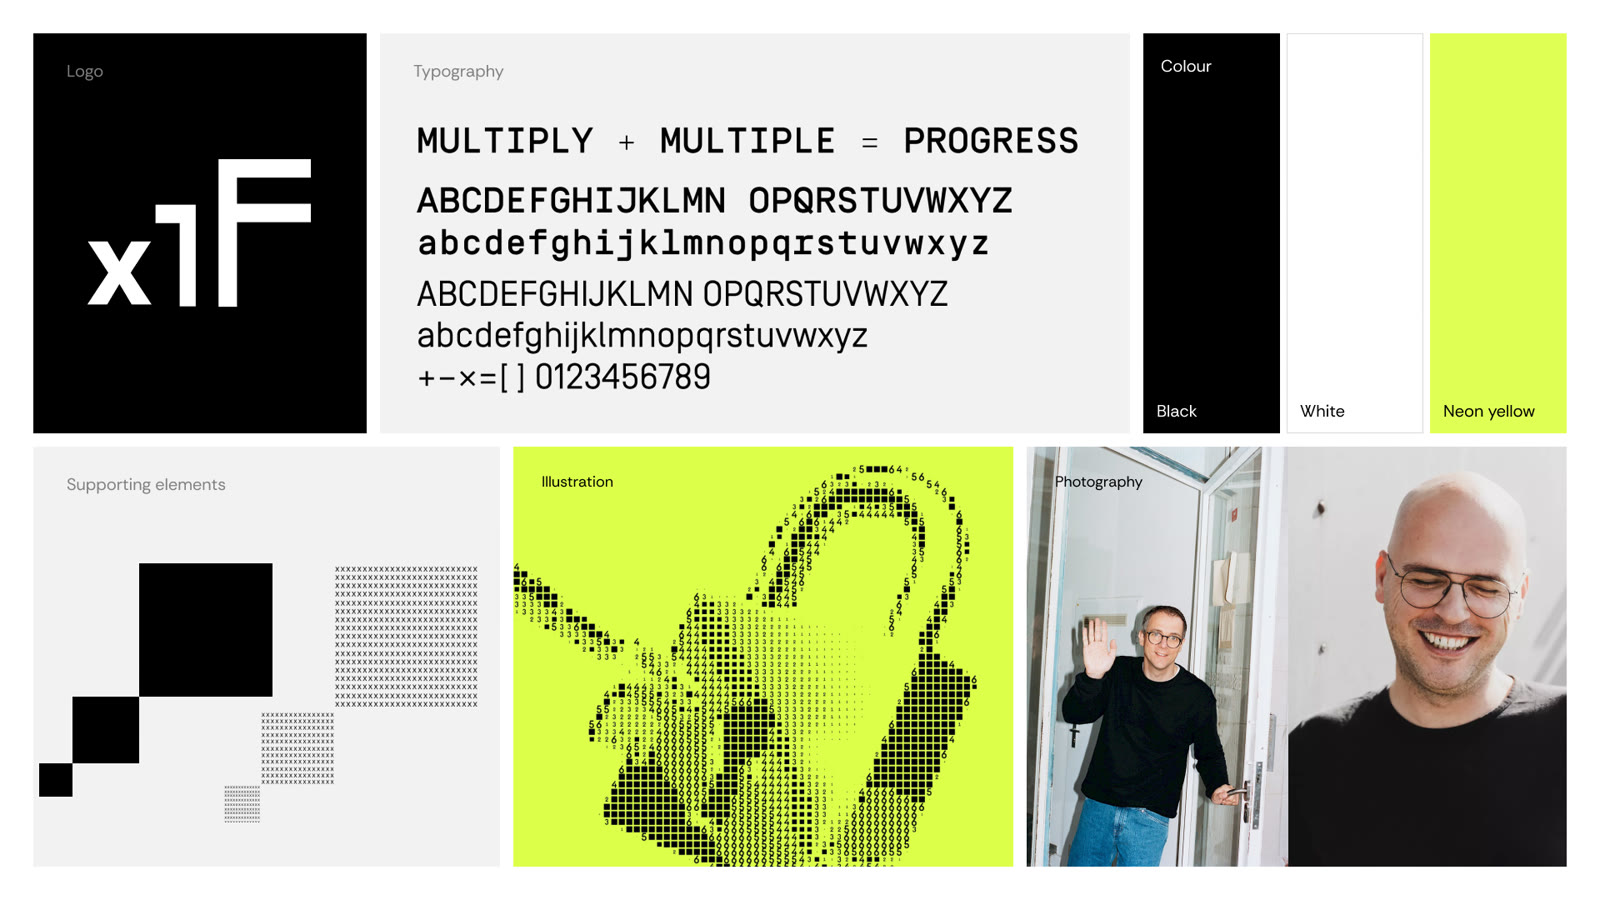 Logo
x1F
Typography
MULTIPLY + MULTIPLE = PROGRESS
ABCDEFGHIJKLMN OPQRSTUVWXYZ
abcdefghijklmnopqrstuvwxyz
ABCDEFGHIJKLMN OPQRSTUVWXYZ
abcdefghijklmnopqrstuvwxyz
+−×=[ ] 0123456789
Colour
Black
White
Neon yellow
Supporting elements
Illustration
Photography